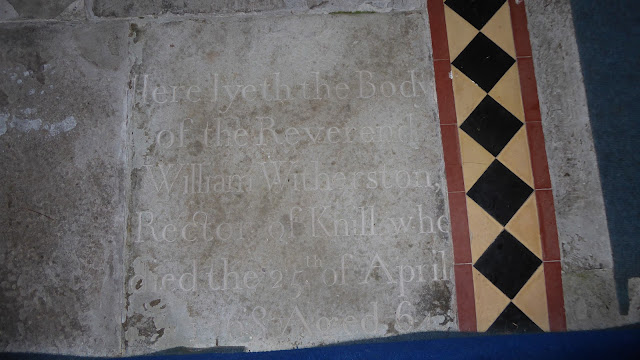 Here lyeth the Body
of the Reverend
William Witherston,
Rector of Knill who
died the 25th of April
Aged